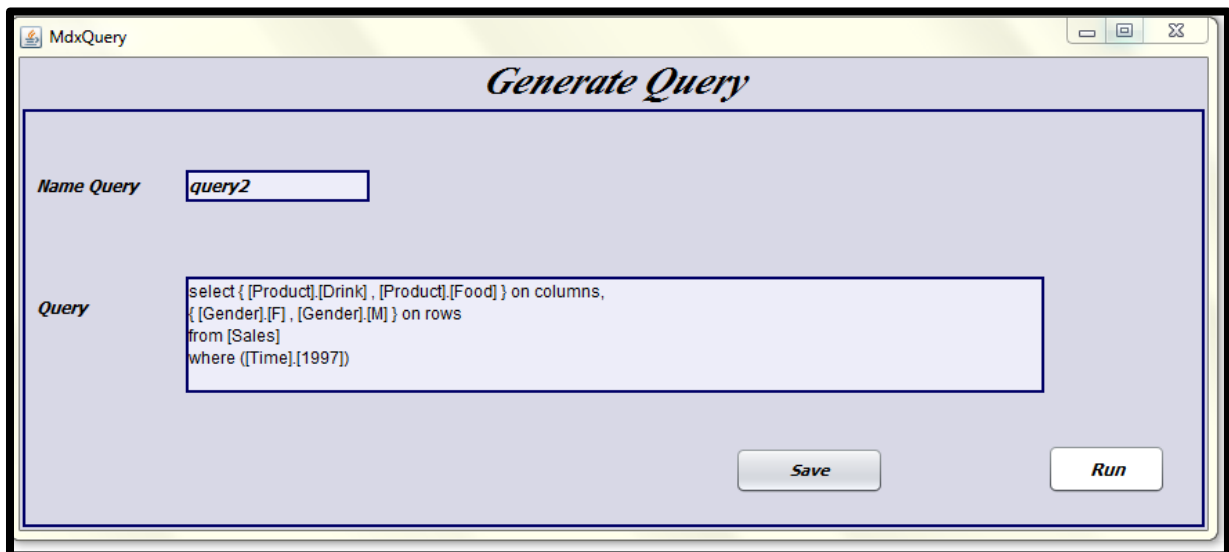 MdxQuery
Generate Query
Name Query query2
Query
select { [Product].[Drink] , [Product].[Food] } on columns,
{ [Gender].[F] , [Gender].[M] } on rows
from [Sales]
where ([Time].[1997])
Save Run